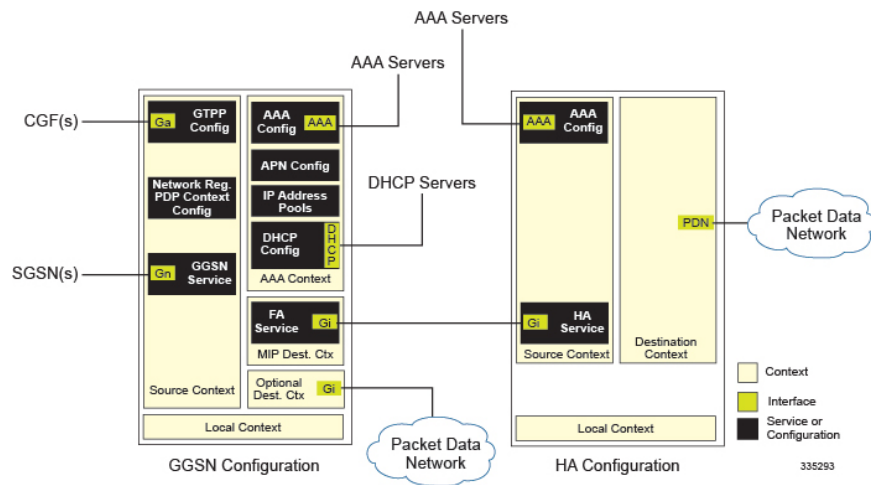 AAA Servers
AAA Servers
CGF(s)
Ga
GTPP
Config
AAA
Config
AAA
APN Config
Network Reg.
PDP Context
Config
IP Address
Pools
DHCP Servers
DHCP
Config
D
H
C
P
AAA Context
SGSN(s)
Gn
GGSN
Service
FA
Service
Gi
MIP Dest. Ctx
Source Context
Optional
Dest. Ctx
Gi
Local Context
GGSN Configuration
Packet Data
Network
AAA
AAA
Config
PDN
Packet Data
Network
Gi
HA
Service
Source Context
Destination
Context
Local Context
HA Configuration
Context
Interface
Service or
Configuration
335293